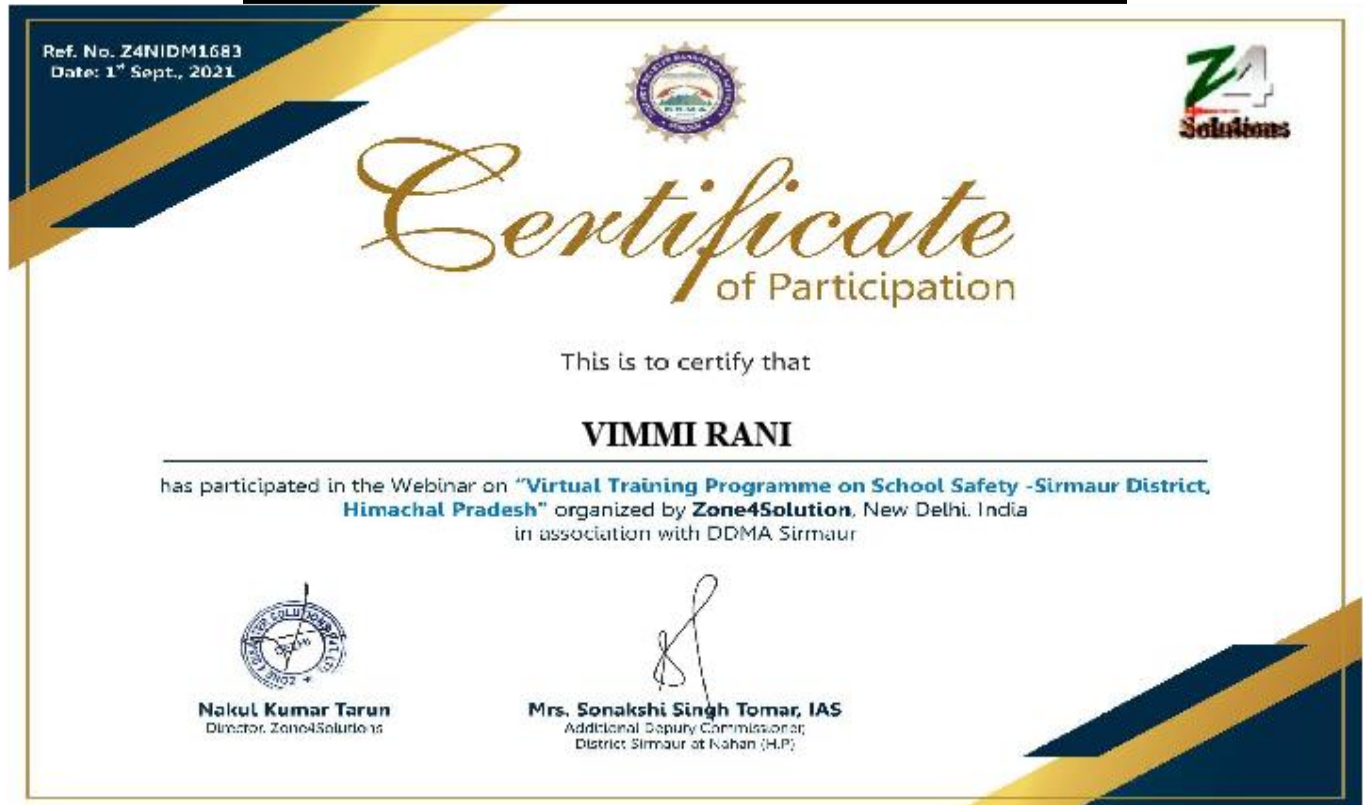 Ref. No. Z4NIDM1683
Date: 1st Sept., 2021
DDMA
Z4
Solutions
Certificate
of Participation
This is to certify that
VIMMI RANI
has participated in the Webinar on “Virtual Training Programme on School Safety -Sirmaur District,
Himachal Pradesh" organized by Zone4Solution, New Delhi. India
in association with DDMA Sirmaur
Nakul Kumar Tarun
Director, Zone4Solutions
Mrs. Sonakshi Singh Tomar, IAS
Additional Deputy Commissioner,
District Sirmaur at Nahan (H.P)